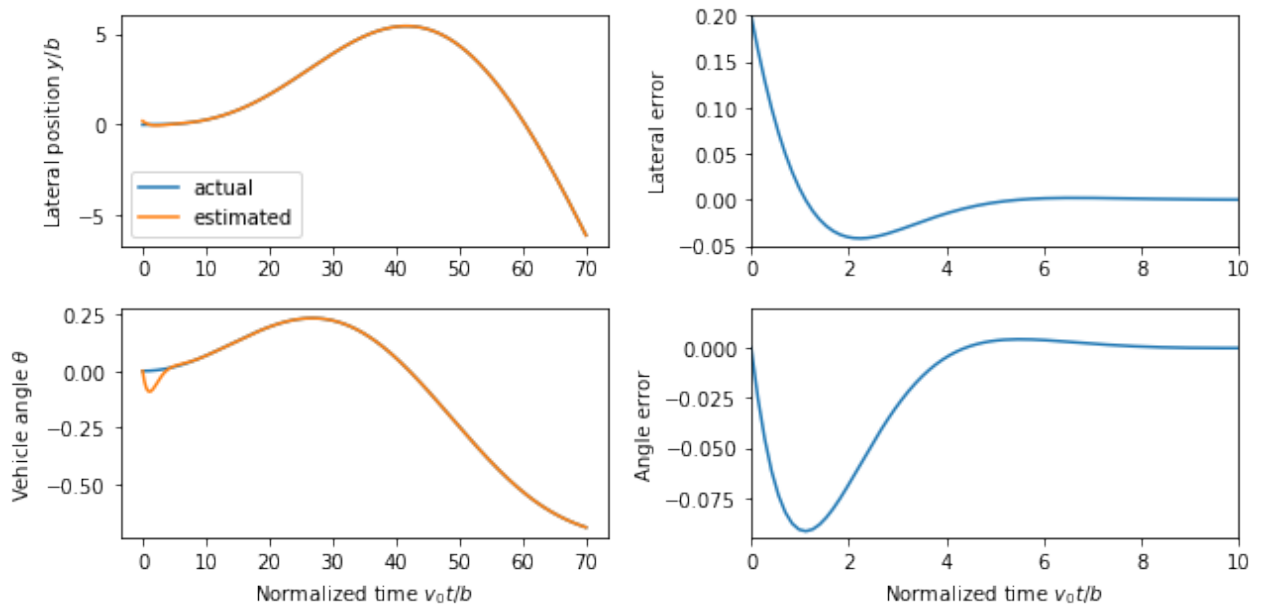 Lateral position y/b
5
0
−5
actual
estimated
0 10 20 30 40 50 60 70
Lateral error
0.20
0.15
0.10
0.05
0.00
−0.05
0 2 4 6 8 10
Vehicle angle θ
0.25
0.00
−0.25
−0.50
0 10 20 30 40 50 60 70
Normalized time v₀t/b
Angle error
0.000
−0.025
−0.050
−0.075
0 2 4 6 8 10
Normalized time v₀t/b